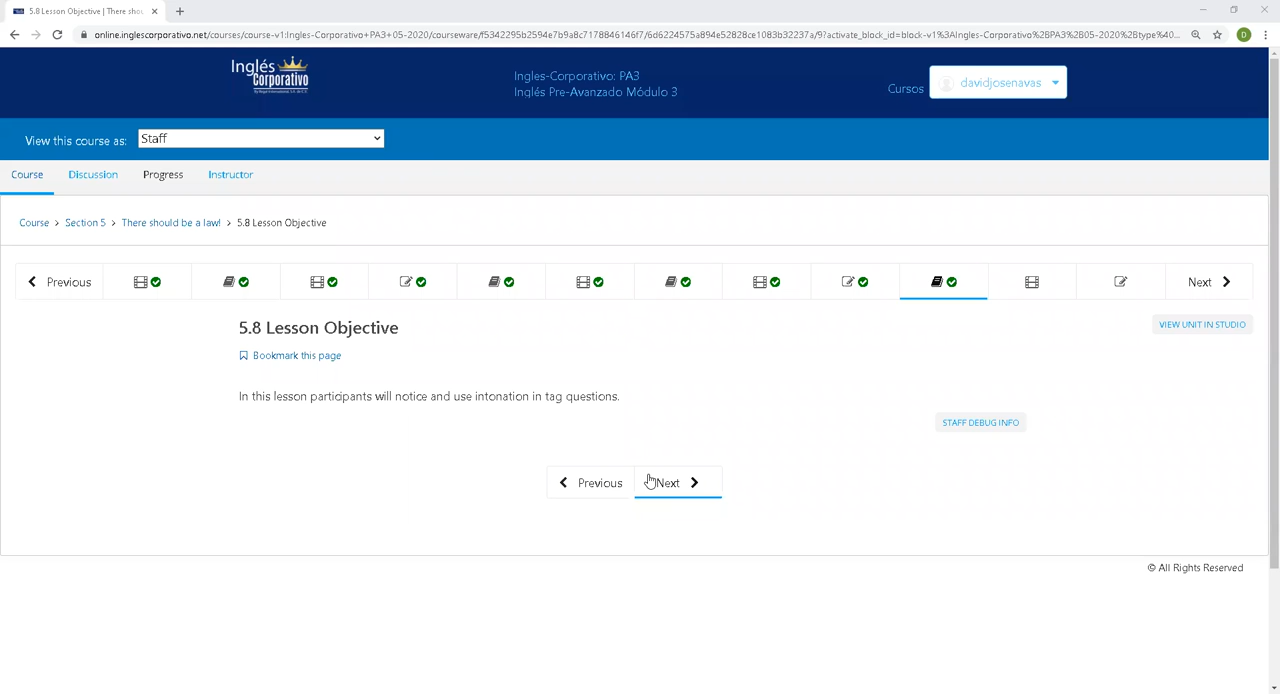 5.8 Lesson Objective | There shou
online.inglescorporativo.net/courses/course-v1:Ingles-Corporativo+PA3+05-2020/courseware/f5342295b2594e7b9a8c7178846146f7/6d6224575a894e52828ce1083b32237a/9?activate_block_id=block-v1%3AIngles-Corporativo%2BPA3%2B05-2020%2Btype%40...
D
Inglés
Corporativo
Ingles-Corporativo: PA3
Inglés Pre-Avanzado Módulo 3
Cursos
davidjosenavas
View this course as:
Staff
Course
Discussion
Progress
Instructor
Course > Section 5 > There should be a law! > 5.8 Lesson Objective
Previous
Next
5.8 Lesson Objective
VIEW UNIT IN STUDIO
Bookmark this page
In this lesson participants will notice and use intonation in tag questions.
STAFF DEBUG INFO
Previous
Next
© All Rights Reserved